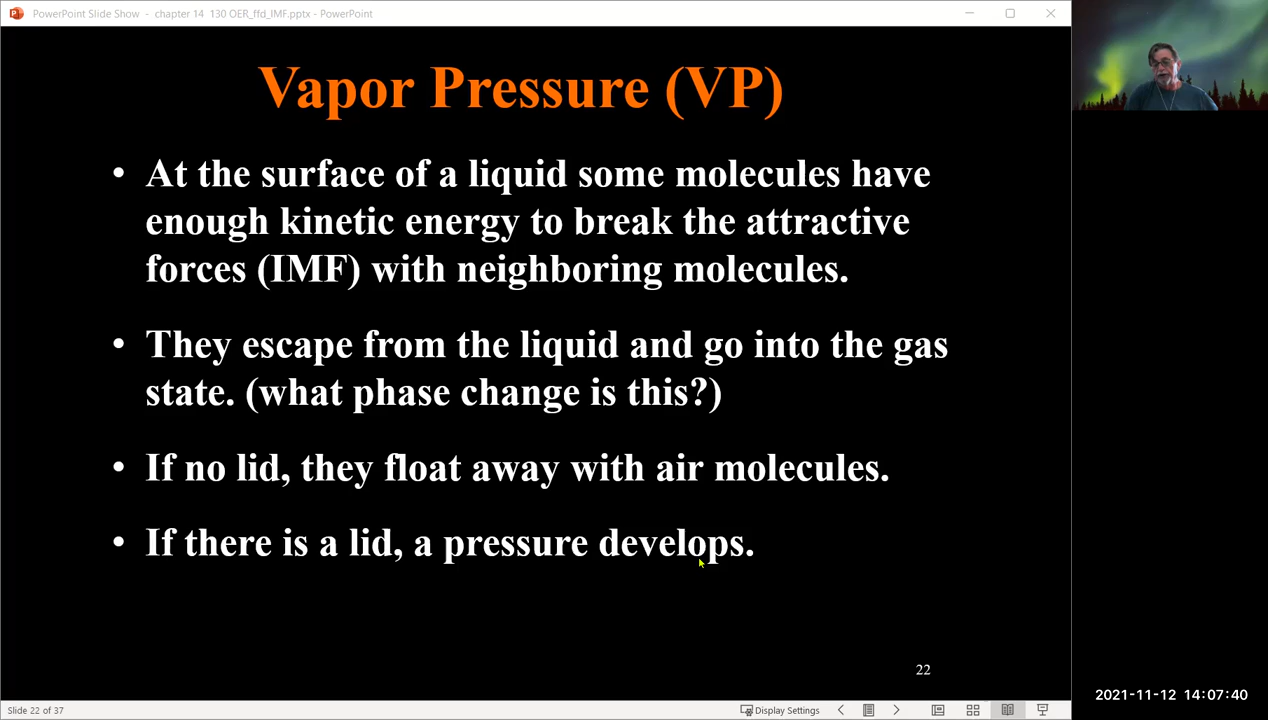 PowerPoint Slide Show - chapter 14 130 OER_ffd_IMF.pptx - PowerPoint
Vapor Pressure (VP)
• At the surface of a liquid some molecules have
enough kinetic energy to break the attractive
forces (IMF) with neighboring molecules.
• They escape from the liquid and go into the gas
state. (what phase change is this?)
• If no lid, they float away with air molecules.
• If there is a lid, a pressure develops.
22
2021-11-12 14:07:40
Slide 22 of 37
Display Settings